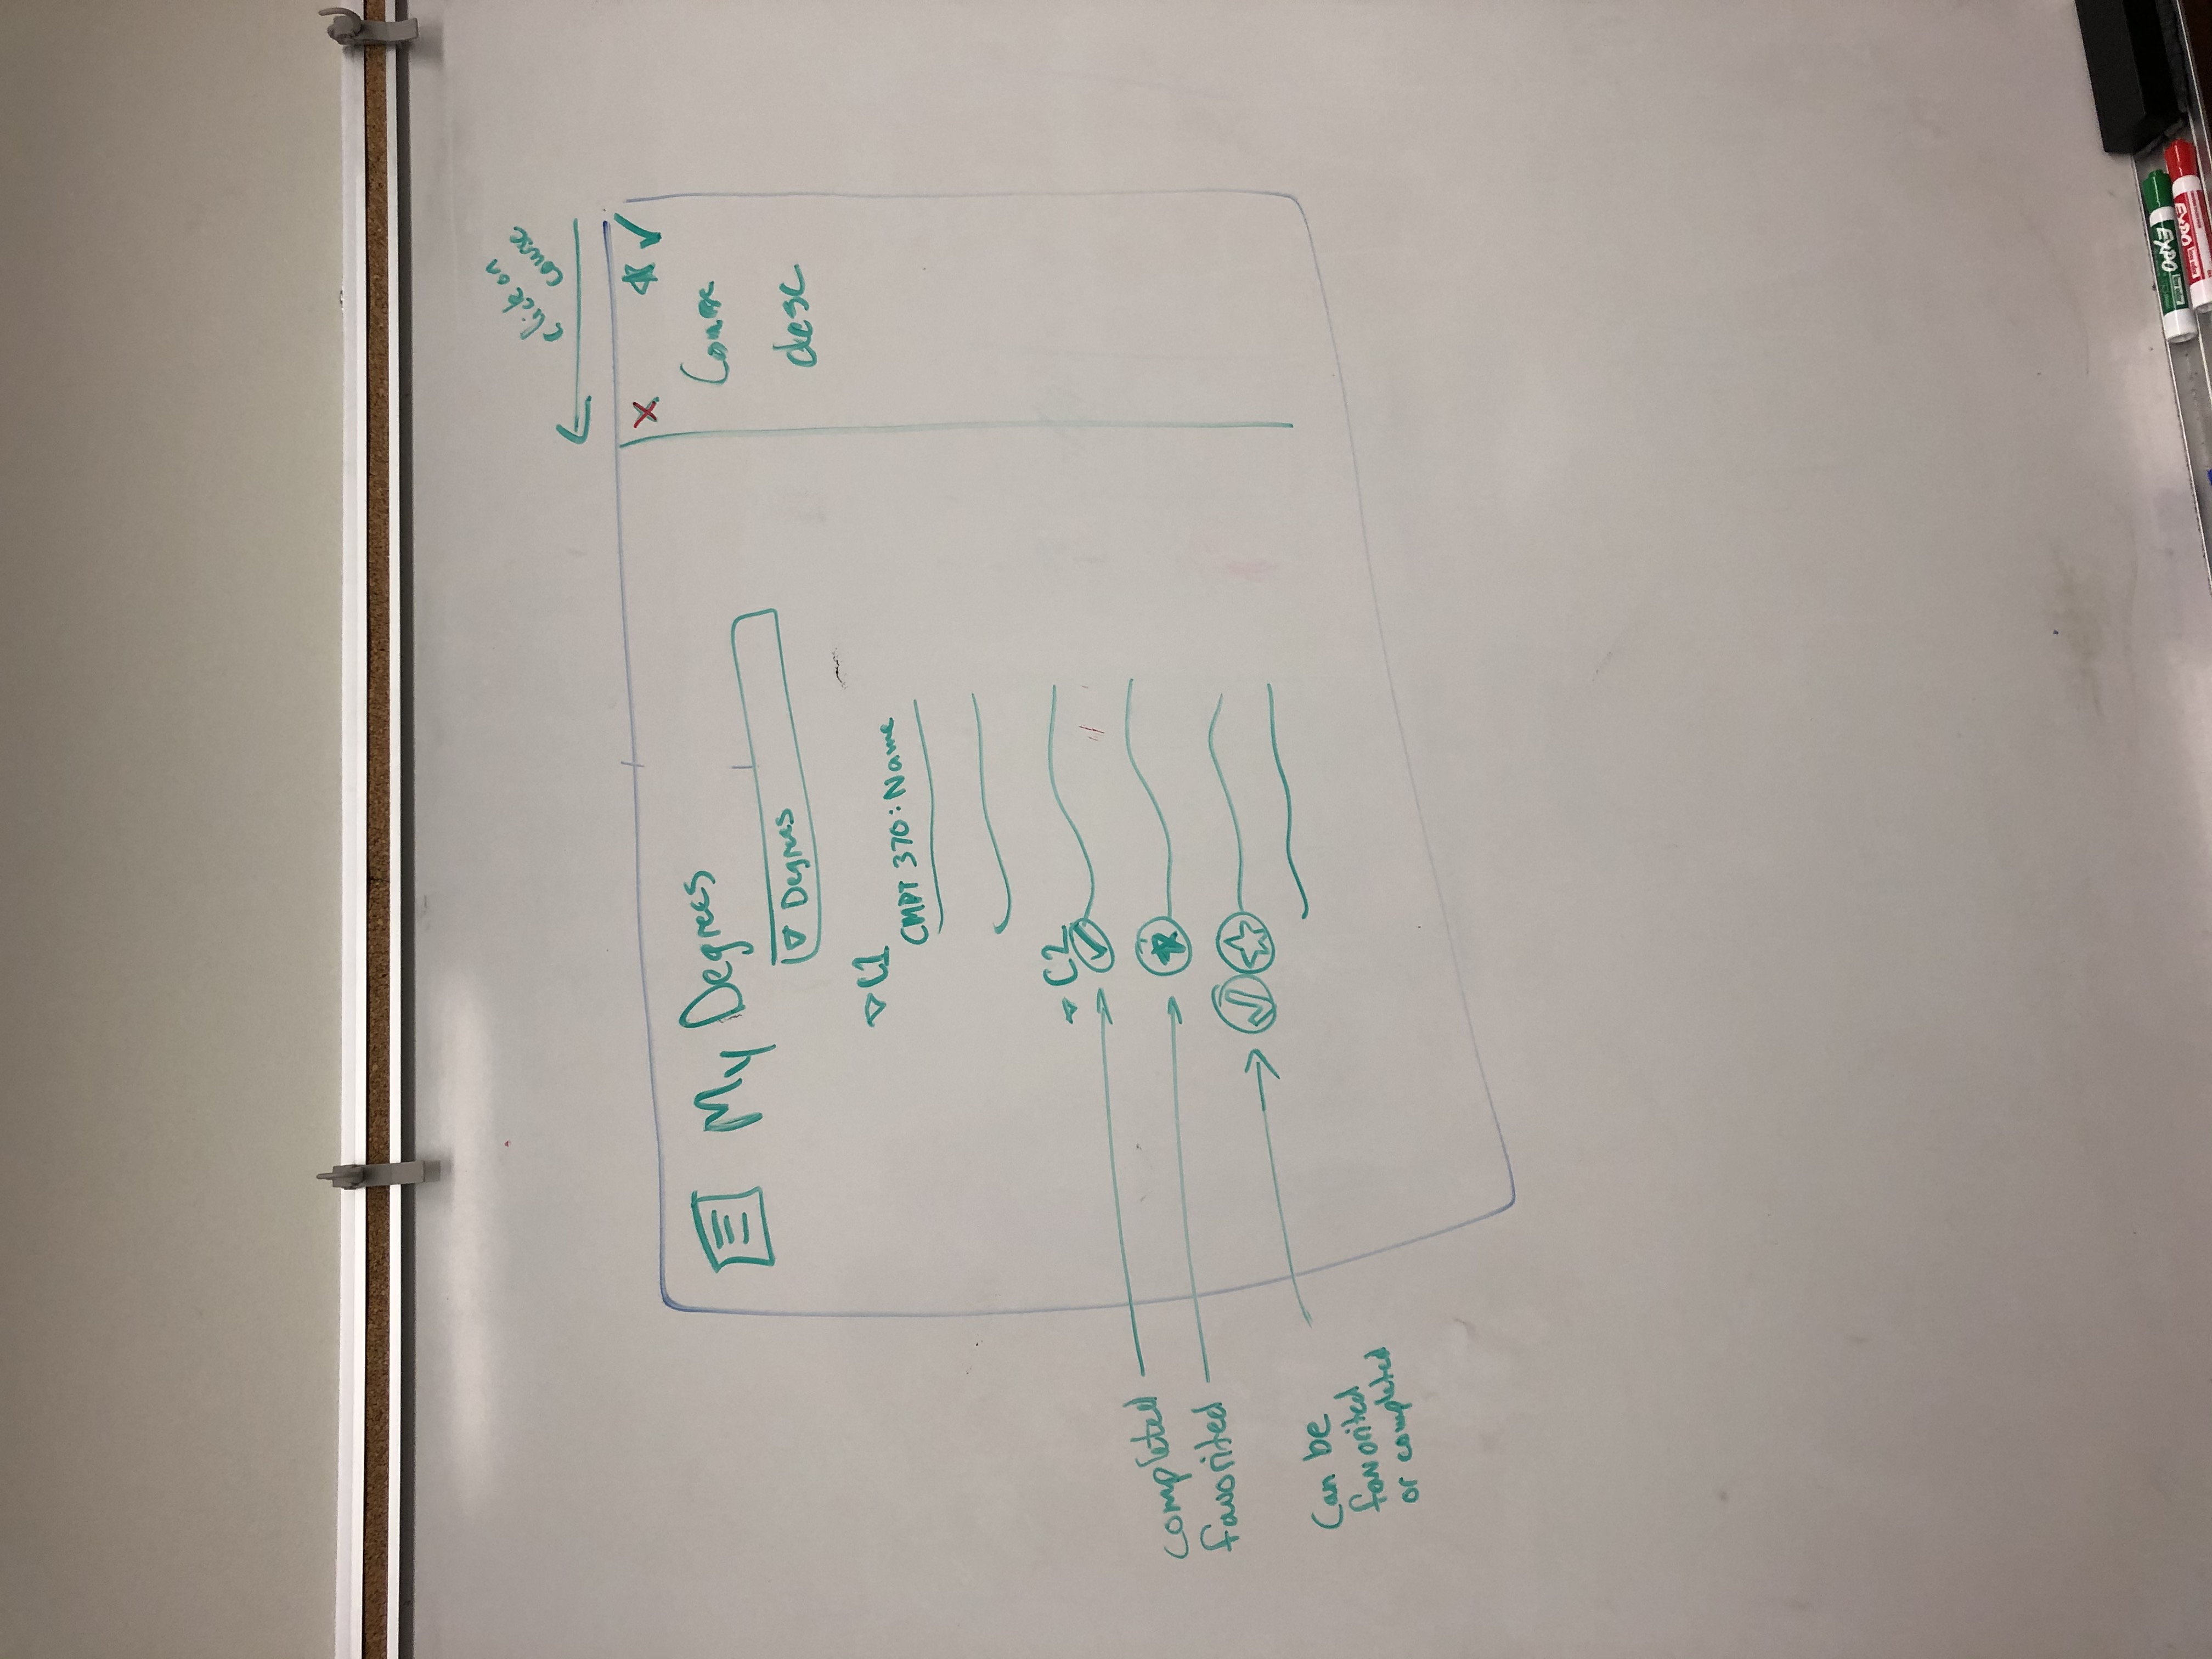 click on
course
My Degrees
Degrees
C1
CMPT 370: Name
C2
Course
desc
completed
favorited
Can be
favorited
or completed
EXPO
EXPO